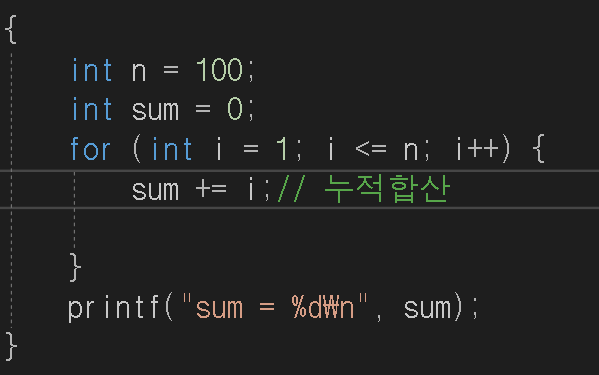 {
    int n = 100;
    int sum = 0;
    for (int i = 1; i <= n; i++) {
        sum += i;// 누적합산
    }
    printf("sum = %d₩n", sum);
}